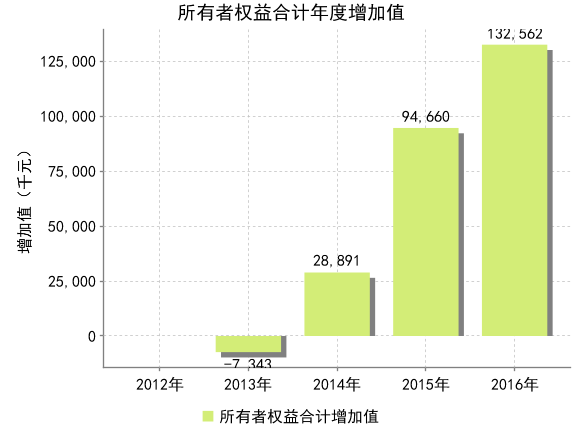 所有者权益合计年度增加值
增加值（千元）
125,000
100,000
75,000
50,000
25,000
0
132,562
94,660
28,891
-7,343
2012年 2013年 2014年 2015年 2016年
所有者权益合计增加值